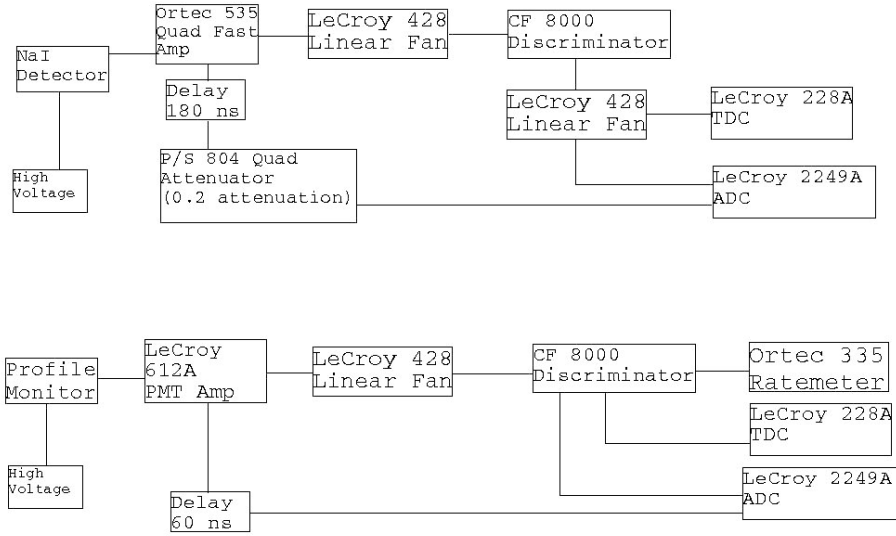 Ortec 535
Quad Fast
Amp
LeCroy 428
Linear Fan
CF 8000
Discriminator
NaI
Detector
Delay
180 ns
LeCroy 428
Linear Fan
LeCroy 228A
TDC
High
Voltage
P/S 804 Quad
Attenuator
(0.2 attenuation)
LeCroy 2249A
ADC
Profile
Monitor
LeCroy
612A
PMT Amp
LeCroy 428
Linear Fan
CF 8000
Discriminator
Ortec 335
Ratemeter
LeCroy 228A
TDC
High
Voltage
Delay
60 ns
LeCroy 2249A
ADC